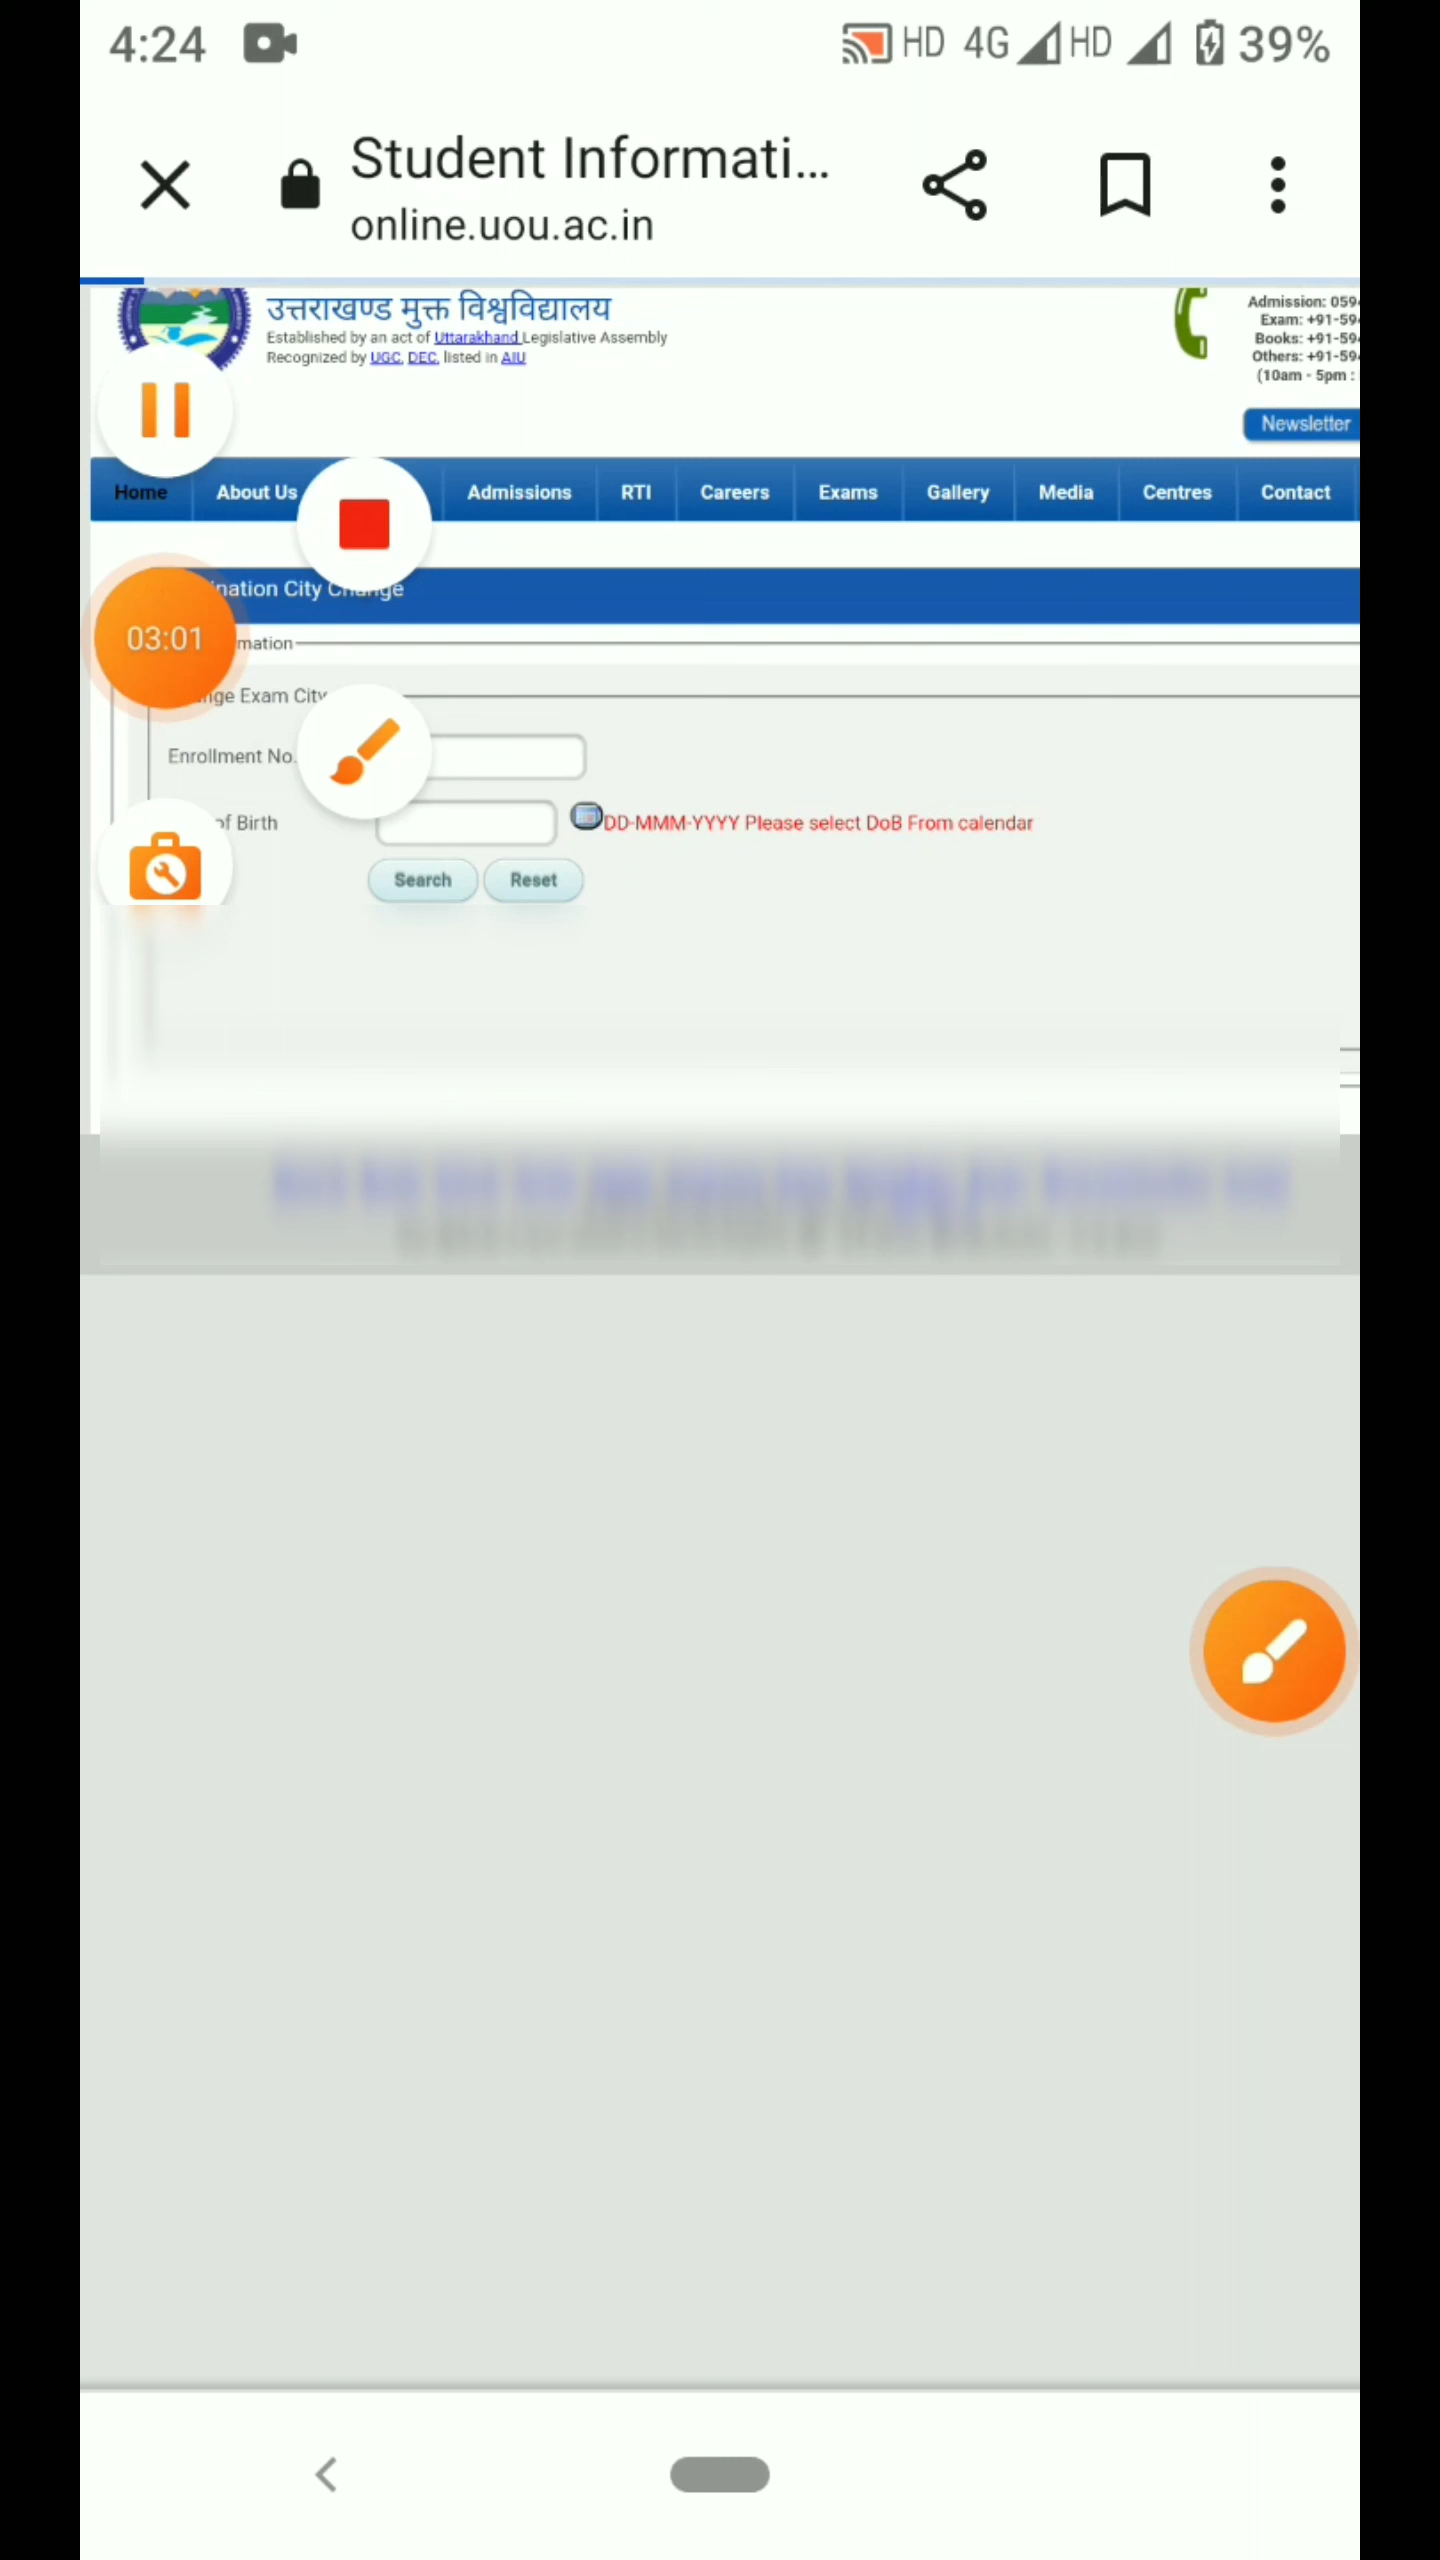 4:24 HD 4G HD 39%
Student Informati...
online.uou.ac.in
उत्तराखण्ड मुक्त विश्वविद्यालय
Established by an act of Uttarakhand Legislative Assembly
Recognized by UGC, DEC, listed in AIU
Admission: 059
Exam: +91-59
Books: +91-59
Others: +91-59
(10am - 5pm :
Newsletter
Home About Us Admissions RTI Careers Exams Gallery Media Centres Contact
nation City Change
03:01
mation
nge Exam City
Enrollment No.
of Birth DD-MMM-YYYY Please select DoB From calendar
Search Reset